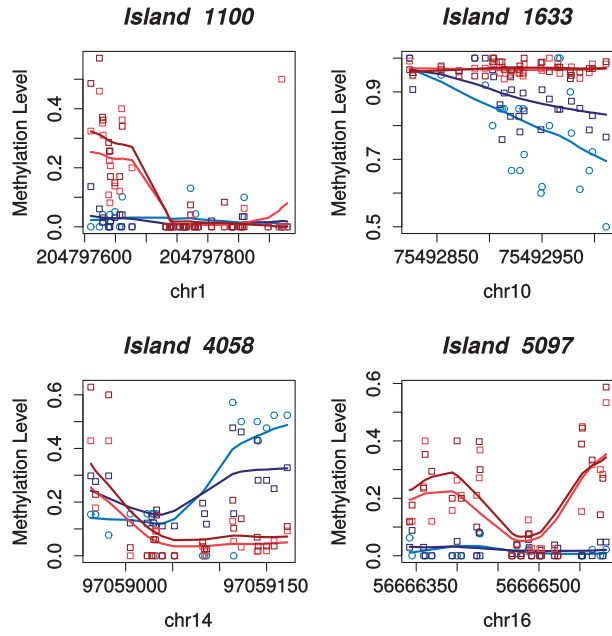 Island 1100
Methylation Level
0.0 0.2 0.4
204797600 204797800
chr1
Island 1633
Methylation Level
0.5 0.7 0.9
75492850 75492950
chr10
Island 4058
Methylation Level
0.0 0.2 0.4 0.6
97059000 97059150
chr14
Island 5097
Methylation Level
0.0 0.2 0.4 0.6
56666350 56666500
chr16